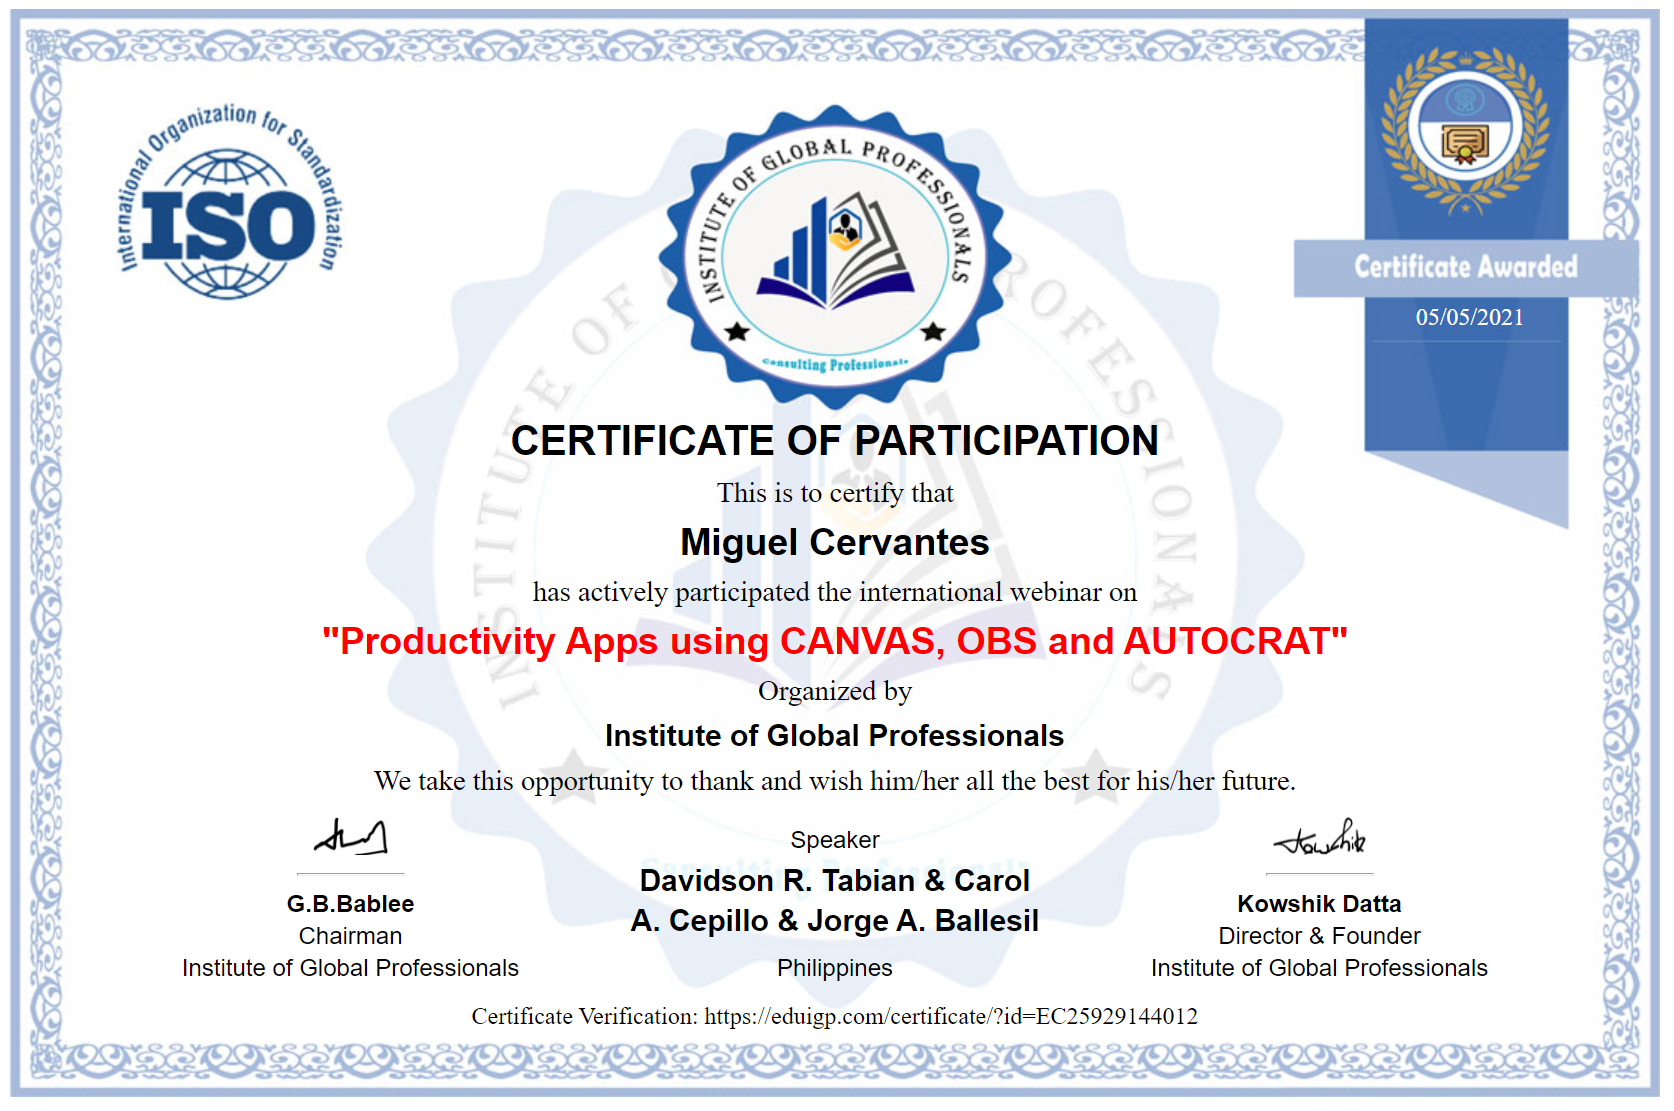 International Organization for Standardization
ISO
INSTITUTE OF GLOBAL PROFESSIONALS
Consulting Professionals
Certificate Awarded
05/05/2021
CERTIFICATE OF PARTICIPATION
This is to certify that
Miguel Cervantes
has actively participated the international webinar on
"Productivity Apps using CANVAS, OBS and AUTOCRAT"
Organized by
Institute of Global Professionals
We take this opportunity to thank and wish him/her all the best for his/her future.
Speaker
Davidson R. Tabian & Carol
A. Cepillo & Jorge A. Ballesil
Philippines
G.B.Bablee
Chairman
Institute of Global Professionals
Kowshik
Kowshik Datta
Director & Founder
Institute of Global Professionals
Certificate Verification: https://eduigp.com/certificate/?id=EC25929144012